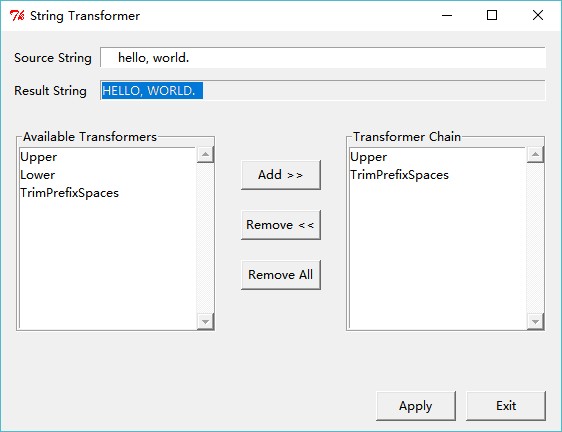 String Transformer
Source String hello, world.
Result String HELLO, WORLD.
Available Transformers
Upper
Lower
TrimPrefixSpaces
Add >>
Remove <<
Remove All
Transformer Chain
Upper
TrimPrefixSpaces
Apply
Exit